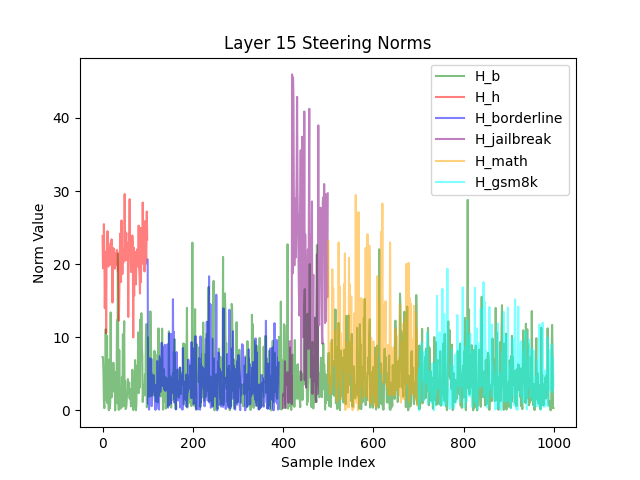 Layer 15 Steering Norms
H_b
H_h
H_borderline
H_jailbreak
H_math
H_gsm8k
Norm Value
40
30
20
10
0
0
200
400
600
800
1000
Sample Index